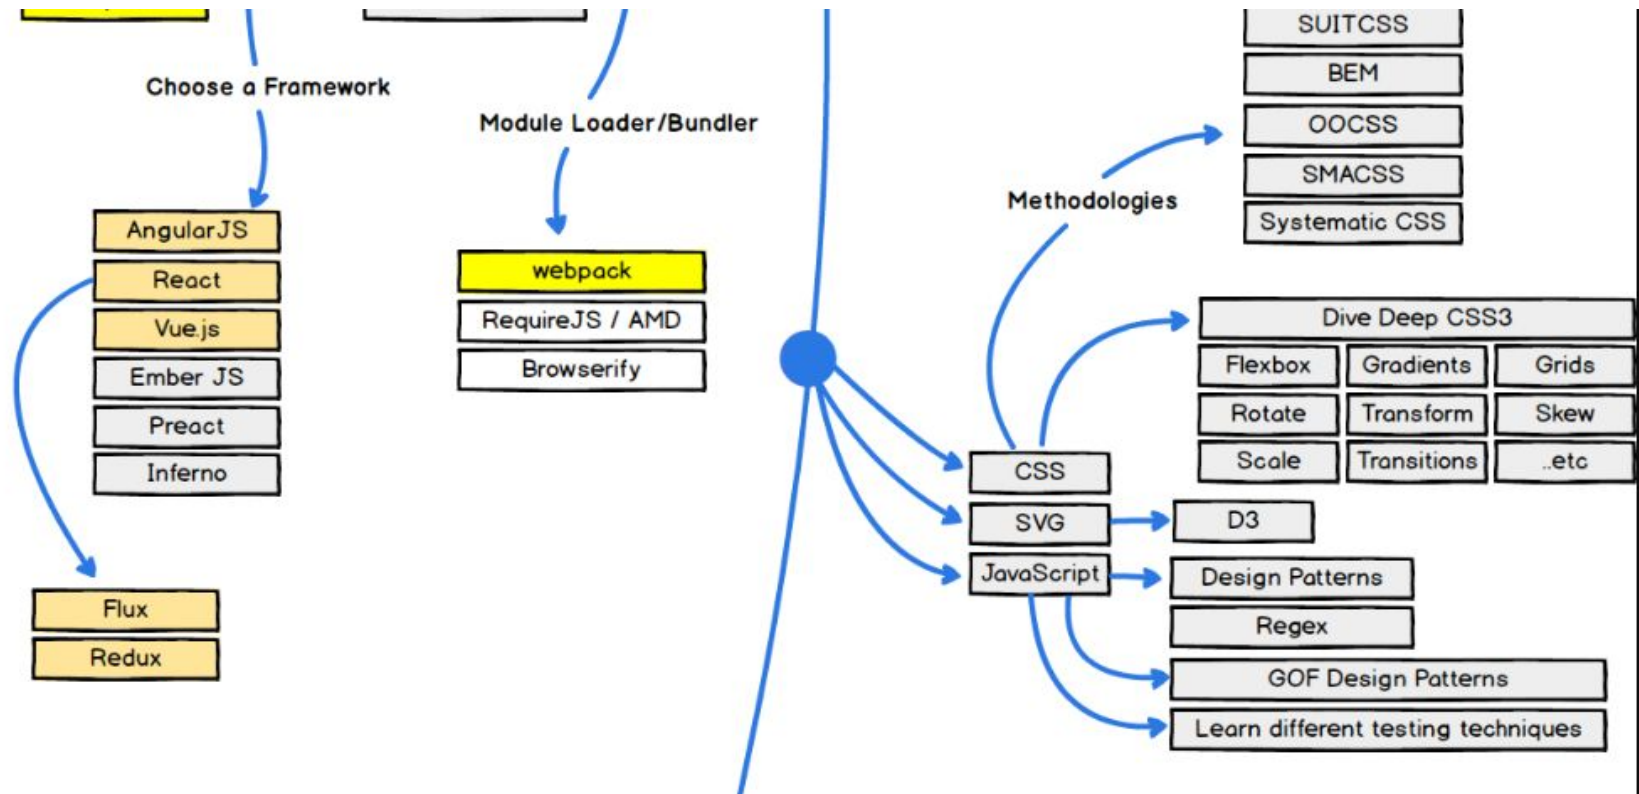 Choose a Framework
AngularJS
React
Vue.js
Ember JS
Preact
Inferno
Flux
Redux
Module Loader/Bundler
webpack
RequireJS / AMD
Browserify
SUITCSS
BEM
OOCSS
SMACSS
Systematic CSS
Methodologies
Dive Deep CSS3
Flexbox
Gradients
Grids
Rotate
Transform
Skew
Scale
Transitions
..etc
CSS
SVG
D3
JavaScript
Design Patterns
Regex
GOF Design Patterns
Learn different testing techniques